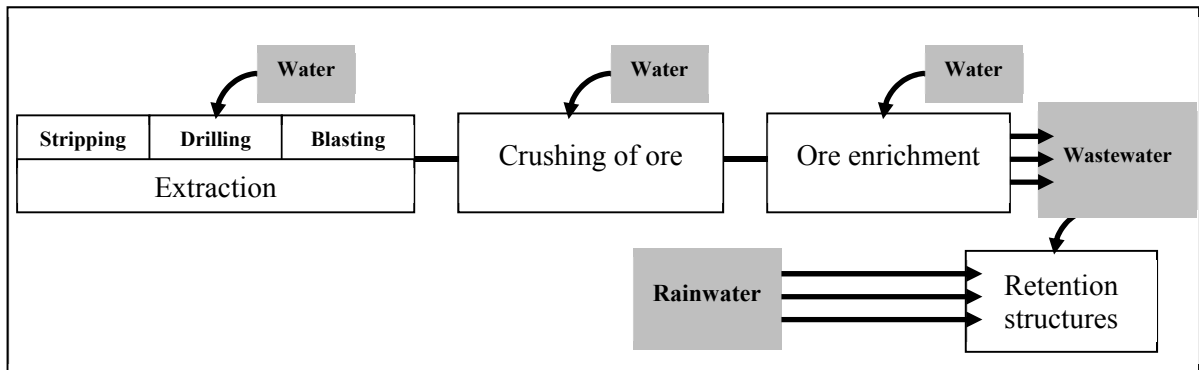 Water
Water
Water
Stripping
Drilling
Blasting
Extraction
Crushing of ore
Ore enrichment
Wastewater
Rainwater
Retention
structures